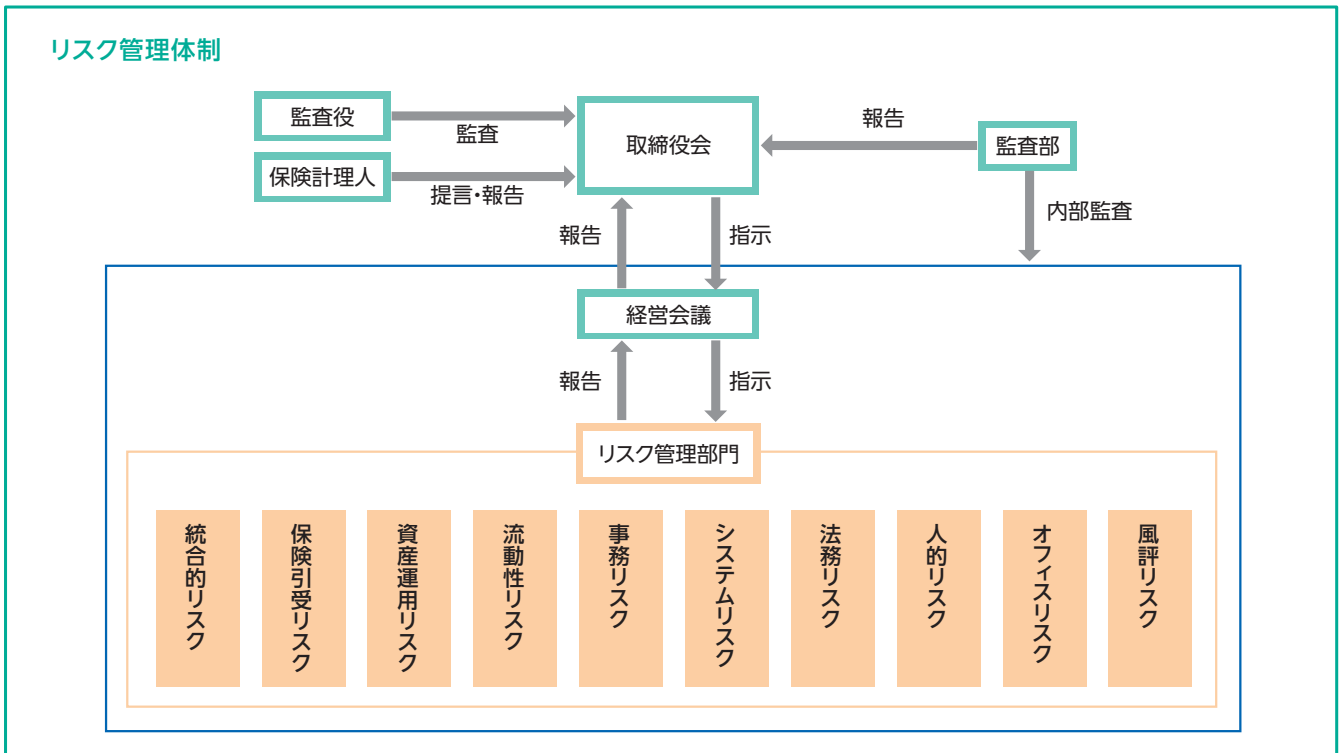 リスク管理体制
監査役
監査
保険計理人
提言・報告
取締役会
報告
監査部
内部監査
報告
指示
経営会議
報告
指示
リスク管理部門
統合的リスク
保険引受リスク
資産運用リスク
流動性リスク
事務リスク
システムリスク
法務リスク
人的リスク
オフィスリスク
風評リスク